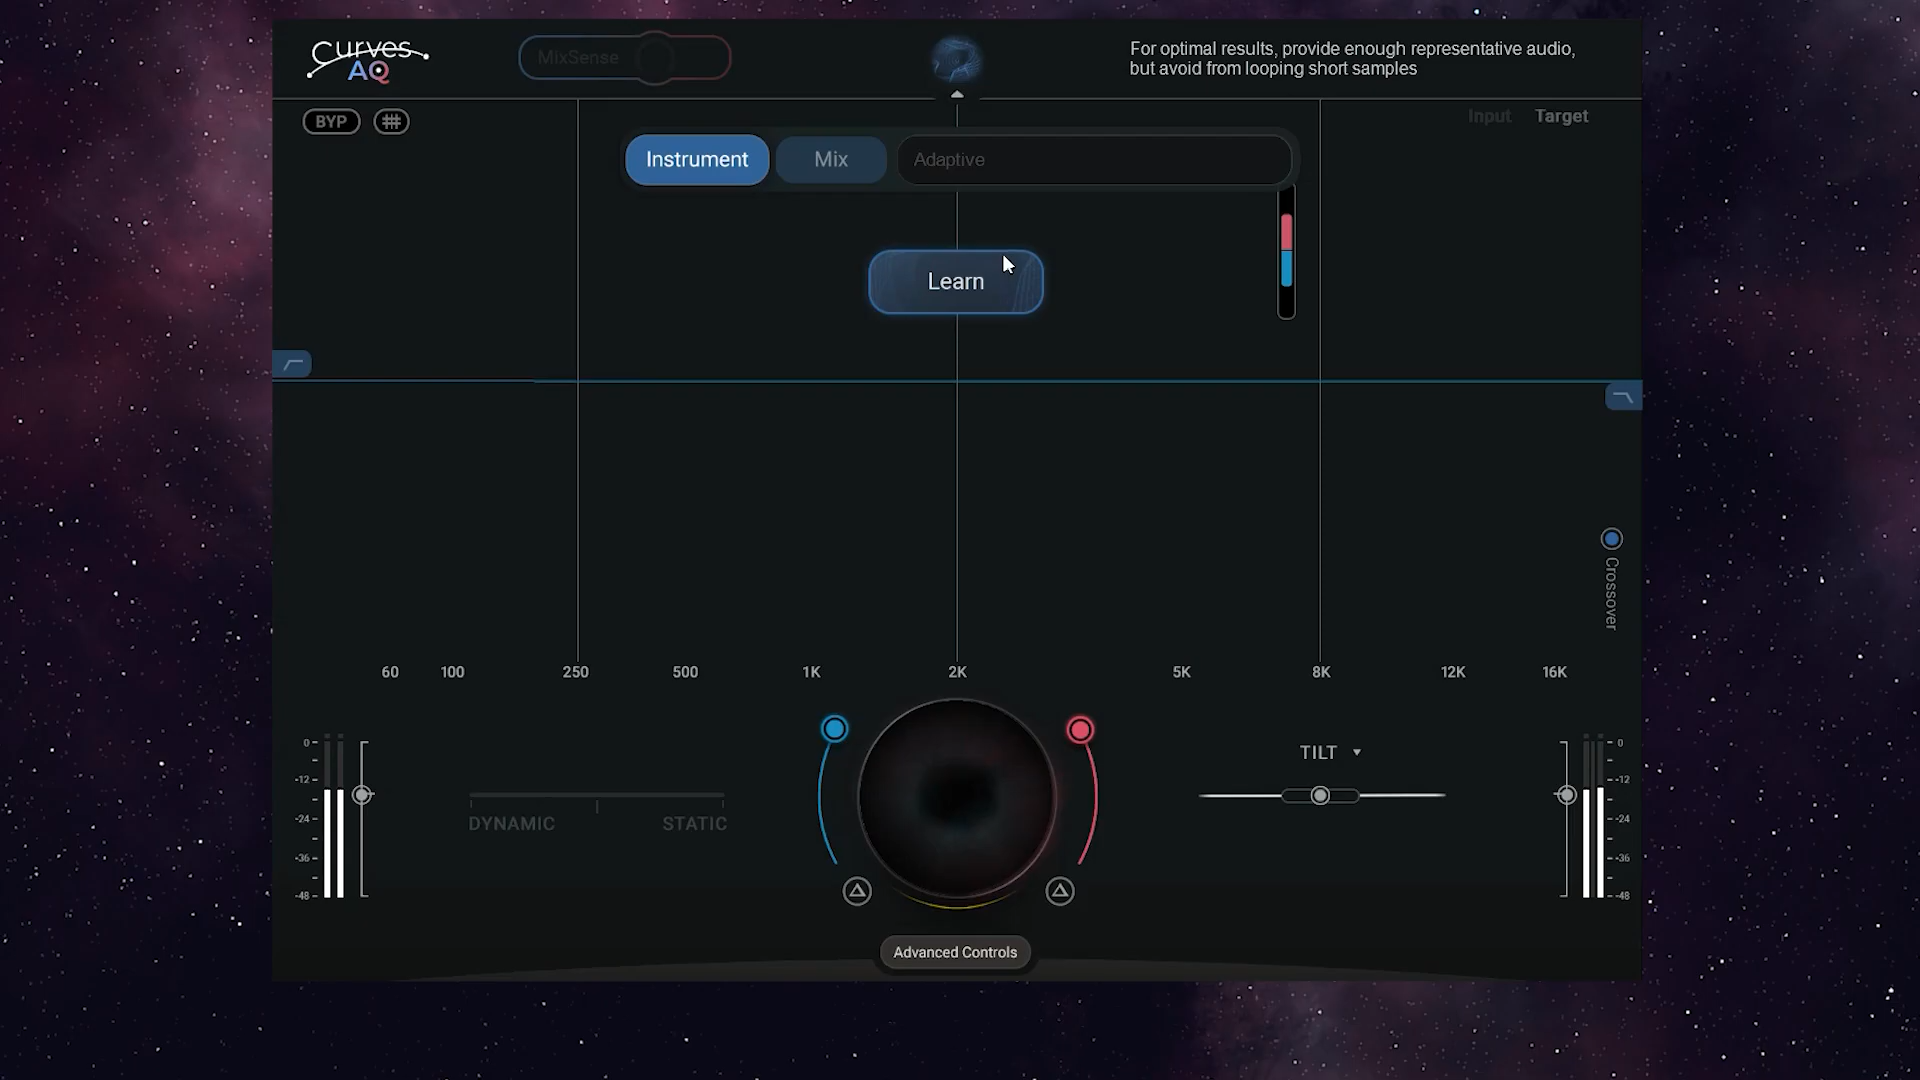 Curves
AQ
MixSense
For optimal results, provide enough representative audio,
but avoid from looping short samples
BYP
Input Target
Instrument Mix Adaptive
Learn
Crossover
60 100 250 500 1K 2K 5K 8K 12K 16K
TILT
0
-12
-24
-36
-48
DYNAMIC STATIC
0
-12
-24
-36
-48
Advanced Controls